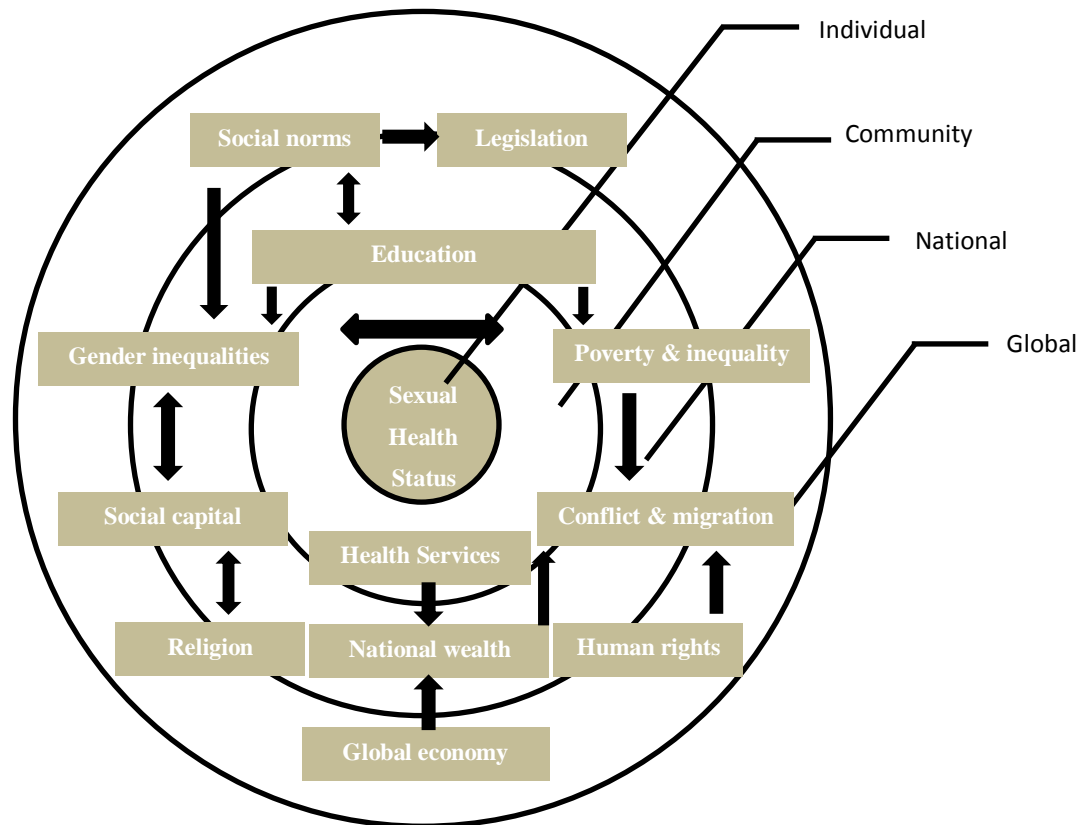 Individual
Social norms
Legislation
Community
Education
National
Gender inequalities
Poverty & inequality
Global
Sexual
Health
Status
Social capital
Conflict & migration
Health Services
Religion
National wealth
Human rights
Global economy